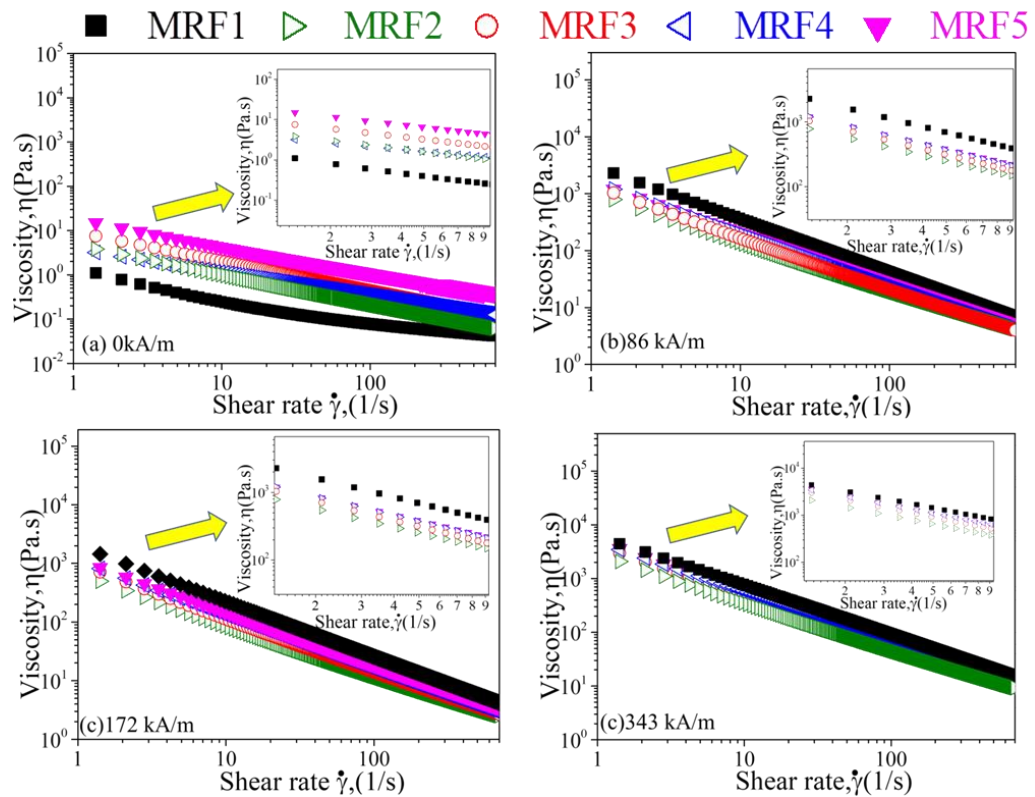 MRF1 MRF2 MRF3 MRF4 MRF5
Viscosity,η(Pa.s)
10^5
10^4
10^3
10^2
10^1
10^0
10^-1
10^-2
1 10 100
Shear rate γ̇,(1/s)
(a) 0kA/m
Viscosity,η(Pa.s)
10^2
10^1
10^0
10^-1
2 3 4 5 6 7 8 9
Shear rate γ̇,(1/s)
Viscosity,η(Pa.s)
10^5
10^4
10^3
10^2
10^1
10^0
1 10 100
Shear rate,γ̇(1/s)
(b)86 kA/m
Viscosity,η(Pa.s)
10^3
10^2
2 3 4 5 6 7 8 9
Shear rate,γ̇(1/s)
Viscosity,η(Pa.s)
10^5
10^4
10^3
10^2
10^1
10^0
1 10 100
Shear rate γ̇,(1/s)
(c)172 kA/m
Viscosity,η(Pa.s)
10^3
10^2
2 3 4 5 6 7 8 9
Shear rate,γ̇(1/s)
Viscosity,η(Pa.s)
10^5
10^4
10^3
10^2
10^1
10^0
1 10 100
Shear rate,γ̇(1/s)
(c)343 kA/m
Viscosity,η(Pa.s)
10^4
10^3
10^2
2 3 4 5 6 7 8 9
Shear rate,γ̇(1/s)